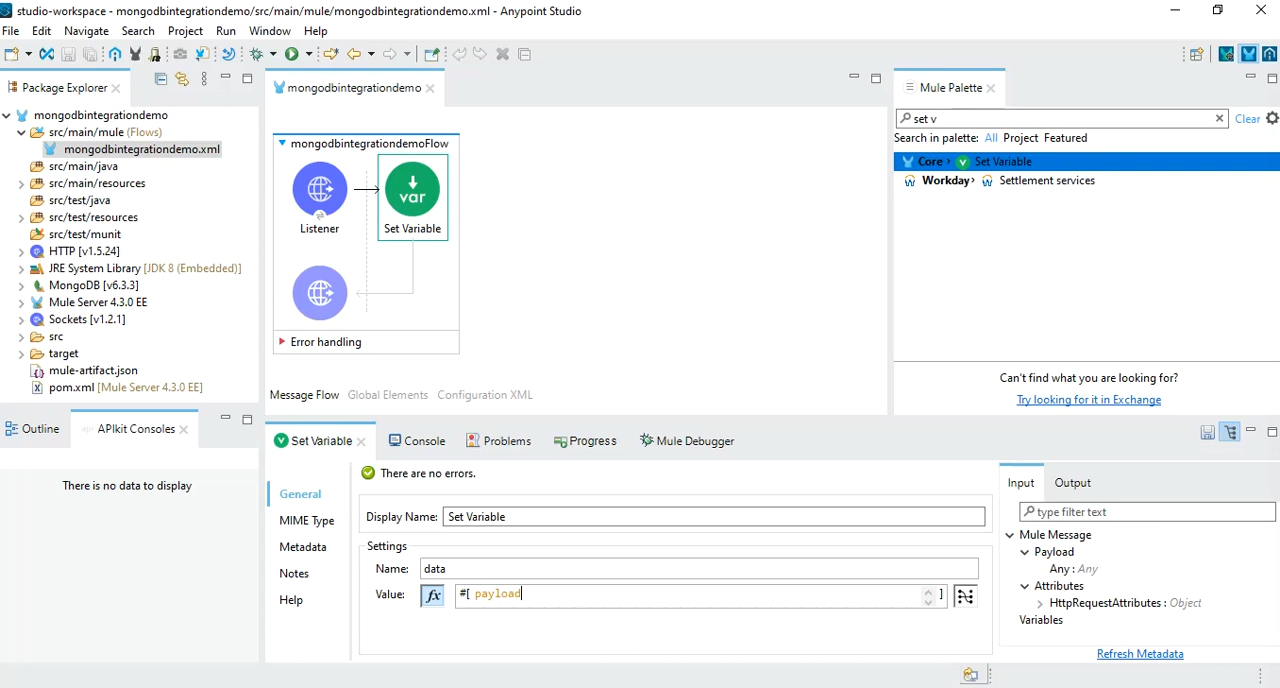 studio-workspace - mongodbintegrationdemo/src/main/mule/mongodbintegrationdemo.xml - Anypoint Studio
File Edit Navigate Search Project Run Window Help
Package Explorer
mongodbintegrationdemo
src/main/mule (Flows)
mongodbintegrationdemo.xml
src/main/java
src/main/resources
src/test/java
src/test/resources
src/test/munit
HTTP [v1.5.24]
JRE System Library [JDK 8 (Embedded)]
MongoDB [v6.3.3]
Mule Server 4.3.0 EE
Sockets [v1.2.1]
src
target
mule-artifact.json
pom.xml [Mule Server 4.3.0 EE]
mongodbintegrationdemo
mongodbintegrationdemoFlow
var
Listener
Set Variable
Error handling
Message Flow Global Elements Configuration XML
Mule Palette
set v
Clear
Search in palette: All Project Featured
Core › Set Variable
Workday› Settlement services
Can't find what you are looking for?
Try looking for it in Exchange
Outline APIkit Consoles
There is no data to display
Set Variable Console Problems Progress Mule Debugger
There are no errors.
General
MIME Type
Metadata
Notes
Help
Display Name: Set Variable
Settings
Name: data
Value: fx #[ payload ]
Input Output
type filter text
Mule Message
Payload
Any : Any
Attributes
HttpRequestAttributes : Object
Variables
Refresh Metadata